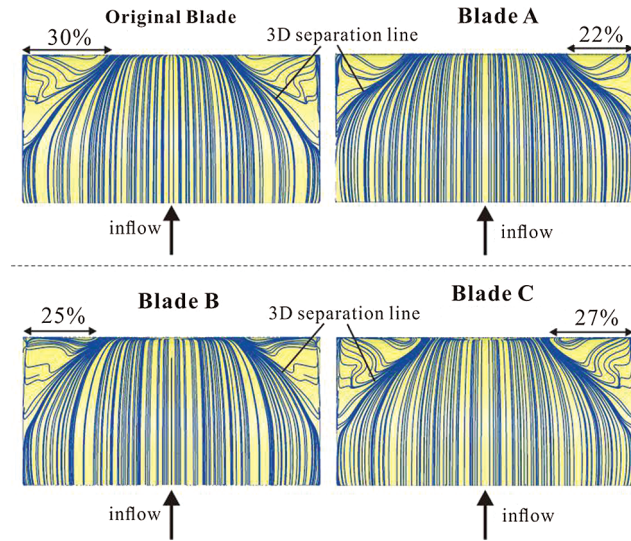 Original Blade
Blade A
30%
3D separation line
22%
inflow
inflow
Blade B
Blade C
25%
3D separation line
27%
inflow
inflow